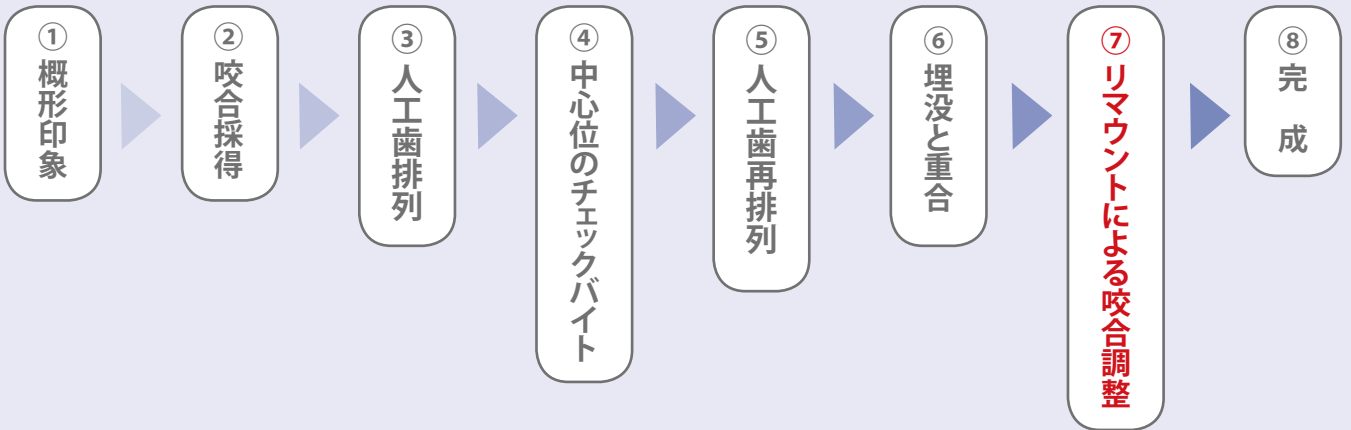 ①概形印象
②咬合採得
③人工歯排列
④中心位のチェックバイト
⑤人工歯再排列
⑥埋没と重合
⑦リマウントによる咬合調整
⑧完成